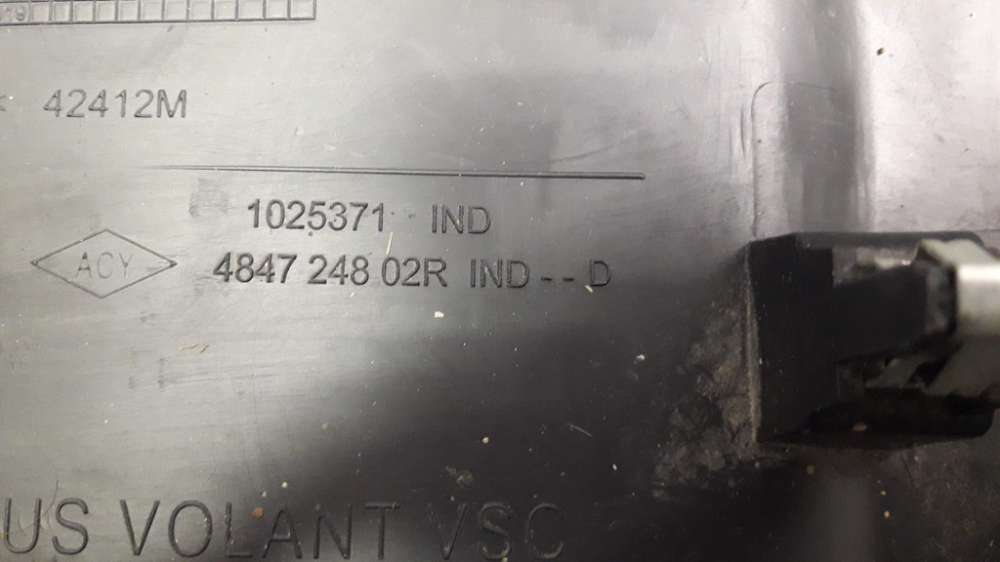 42412M
1025371 IND
ACY
4847 248 02R IND - - D
US VOLANT VSC